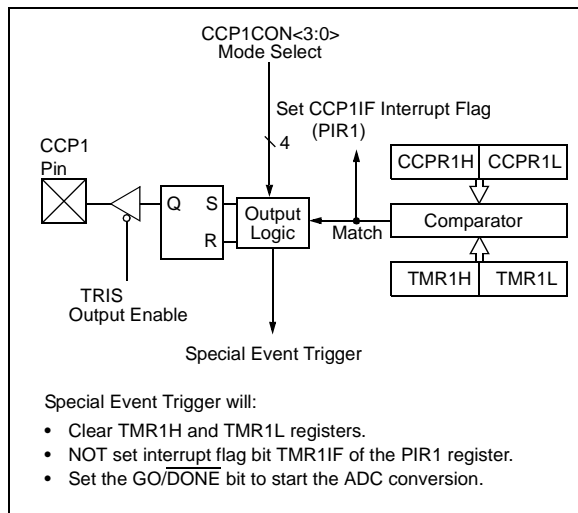 CCP1CON<3:0>
Mode Select
Set CCP1IF Interrupt Flag
(PIR1)
4
CCP1
Pin
CCPR1H CCPR1L
Q S
R
Output
Logic
Match
Comparator
TRIS
Output Enable
TMR1H TMR1L
Special Event Trigger
Special Event Trigger will:
• Clear TMR1H and TMR1L registers.
• NOT set interrupt flag bit TMR1IF of the PIR1 register.
• Set the GO/DONE bit to start the ADC conversion.